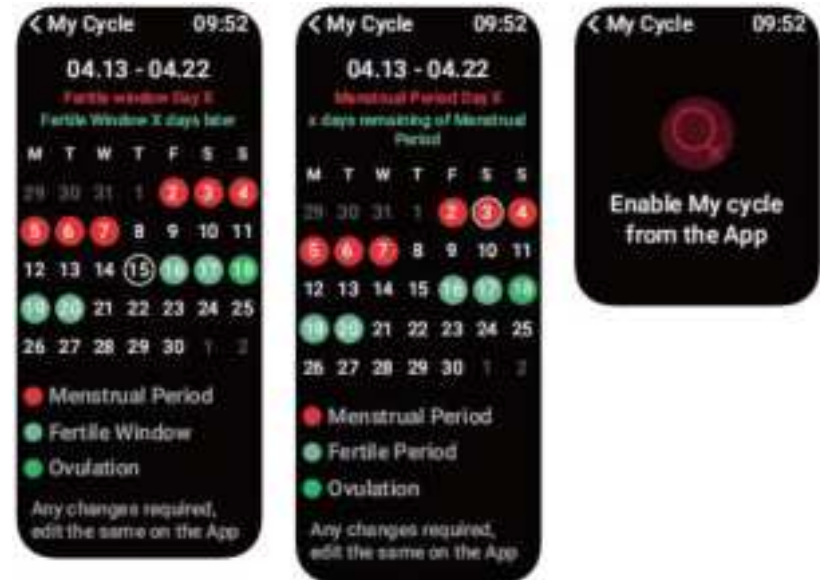 < My Cycle 09:52
04.13 - 04.22
Fertile window Day X
Fertile Window X days later
M T W T F S S
29 30 31 1 2 3 4
5 6 7 8 9 10 11
12 13 14 15 16 17 18
19 20 21 22 23 24 25
26 27 28 29 30 1 2
Menstrual Period
Fertile Window
Ovulation
Any changes required,
edit the same on the App
< My Cycle 09:52
04.13 - 04.22
Menstrual Period Day X
x days remaining of Menstrual
Period
M T W T F S S
29 30 31 1 2 3 4
5 6 7 8 9 10 11
12 13 14 15 16 17 18
19 20 21 22 23 24 25
26 27 28 29 30 1 2
Menstrual Period
Fertile Period
Ovulation
Any changes required,
edit the same on the App
< My Cycle 09:52
Enable My cycle
from the App